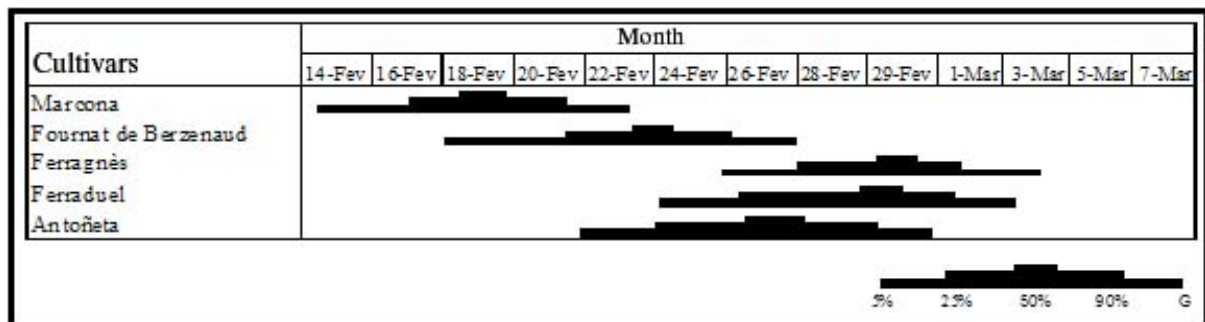 Month
Cultivars
14-Fev 16-Fev 18-Fev 20-Fev 22-Fev 24-Fev 26-Fev 28-Fev 29-Fev 1-Mar 3-Mar 5-Mar 7-Mar
Marcona
Fournat de Berzenaud
Ferragnès
Ferraduel
Antoñeta
5% 25% 50% 90% G